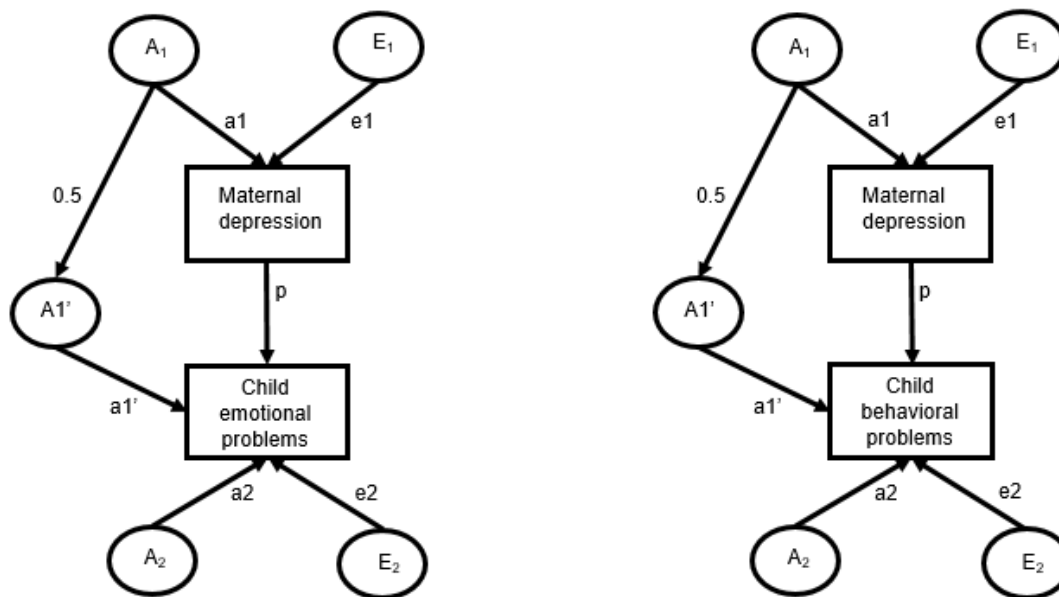 A₁
E₁
a1
e1
0.5
Maternal
depression
A1’
p
a1’
Child
emotional
problems
a2
e2
A₂
E₂
A₁
E₁
a1
e1
0.5
Maternal
depression
A1’
p
a1’
Child
behavioral
problems
a2
e2
A₂
E₂